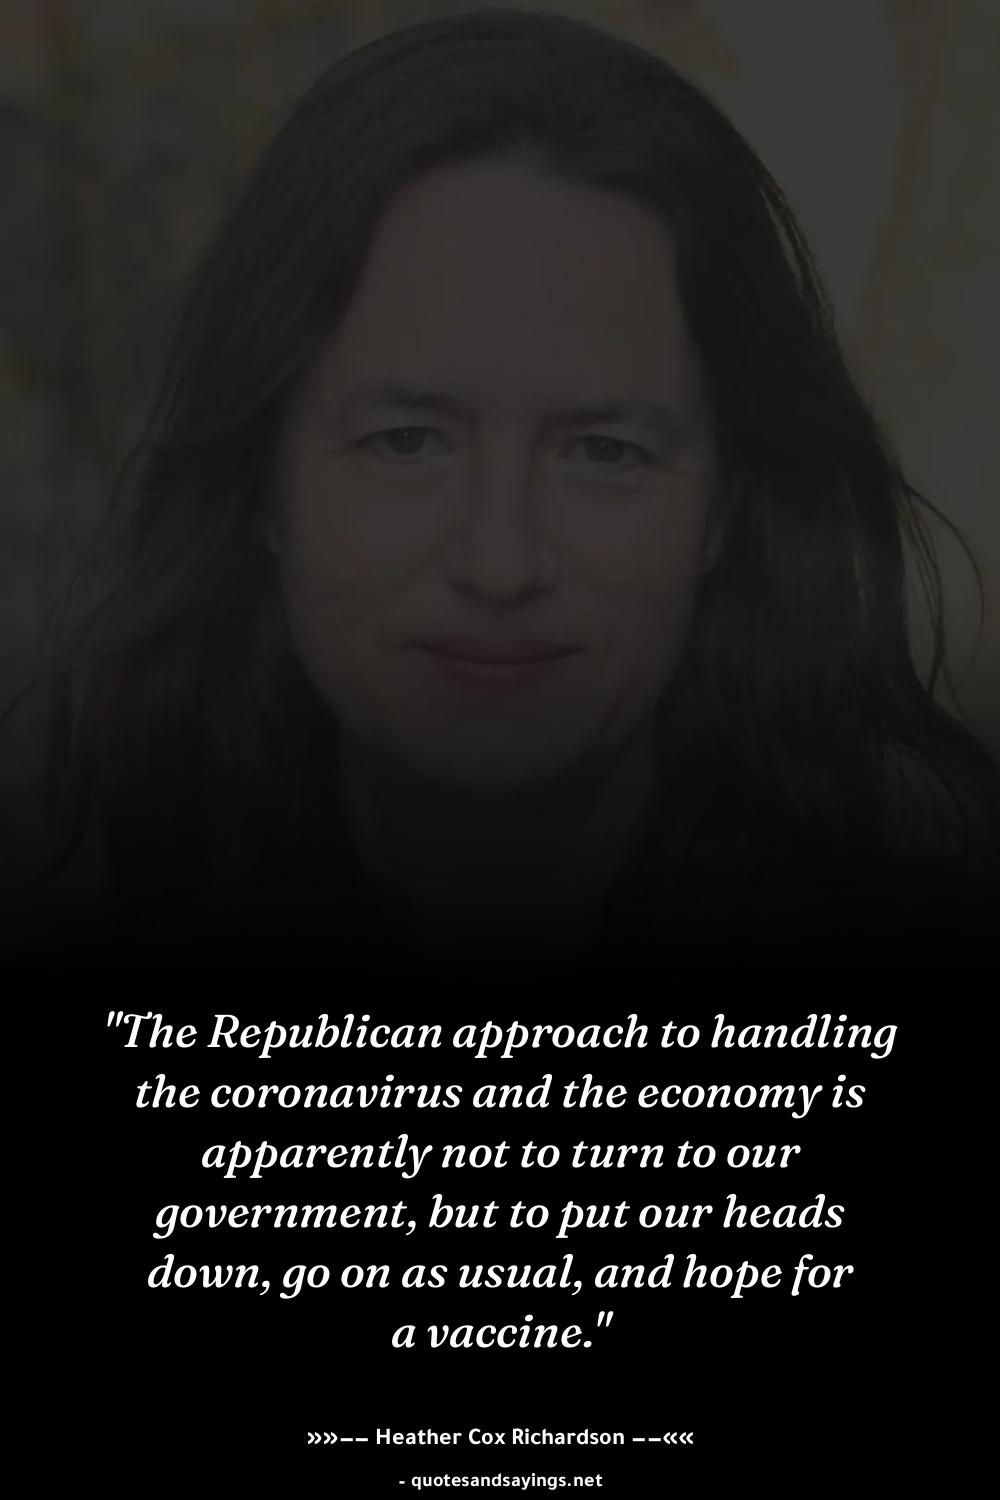 "The Republican approach to handling
the coronavirus and the economy is
apparently not to turn to our
government, but to put our heads
down, go on as usual, and hope for
a vaccine."
»»−− Heather Cox Richardson −−««
- quotesandsayings.net